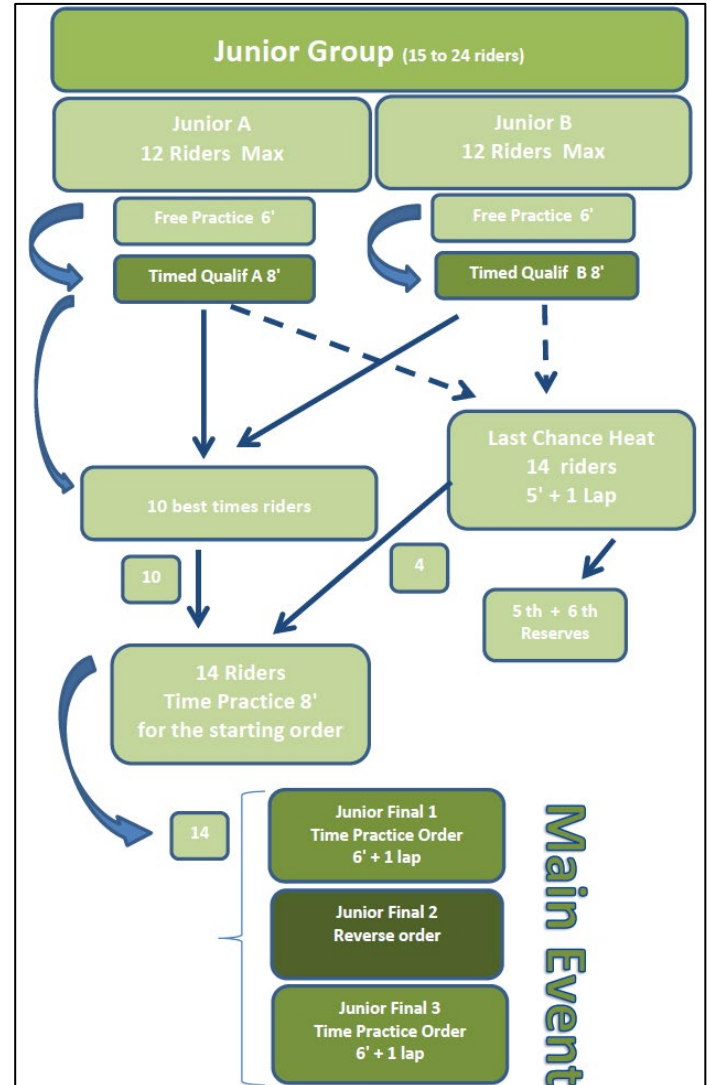 Junior Group (15 to 24 riders)
Junior A
12 Riders Max
Junior B
12 Riders Max
Free Practice 6'
Free Practice 6'
Timed Qualif A 8'
Timed Qualif B 8'
Last Chance Heat
14 riders
5' + 1 Lap
10 best times riders
10
4
5 th + 6 th
Reserves
14 Riders
Time Practice 8'
for the starting order
14
Junior Final 1
Time Practice Order
6' + 1 lap
Junior Final 2
Reverse order
Junior Final 3
Time Practice Order
6' + 1 lap
Main Event